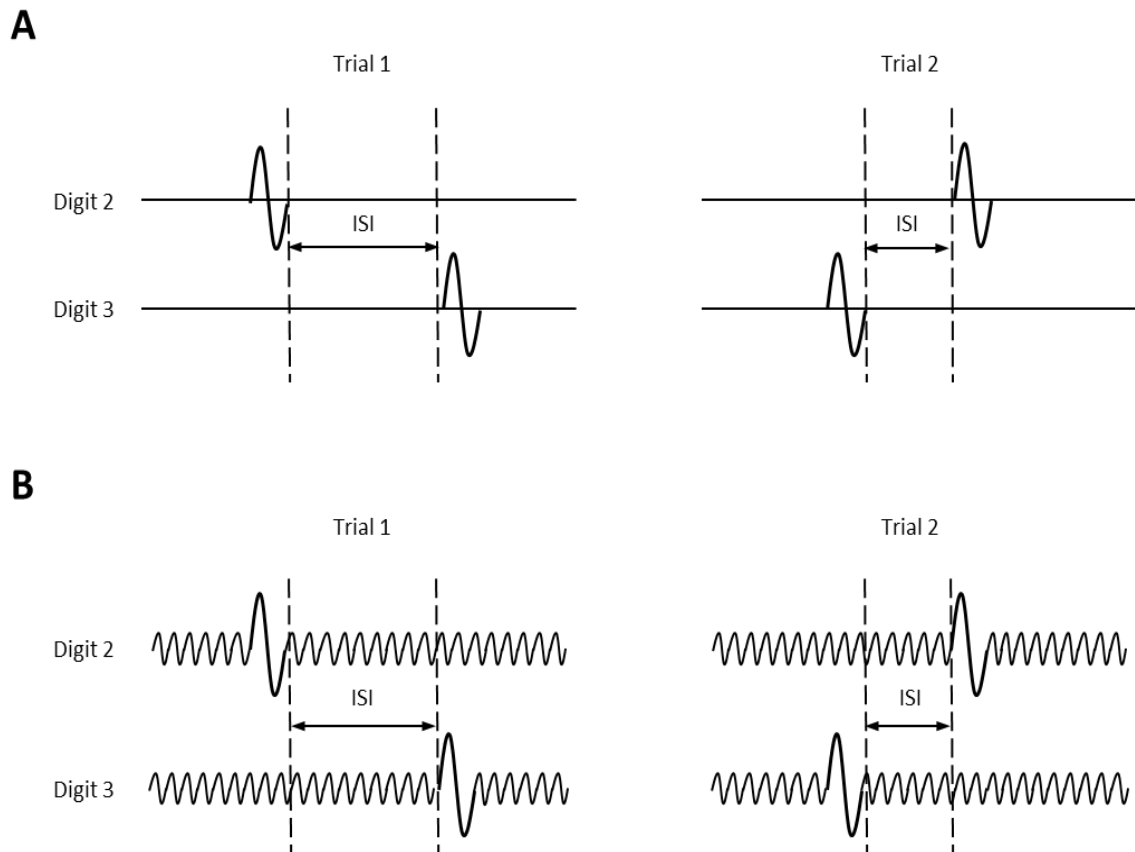 A
Trial 1
Trial 2
Digit 2
ISI
ISI
Digit 3
B
Trial 1
Trial 2
Digit 2
ISI
ISI
Digit 3